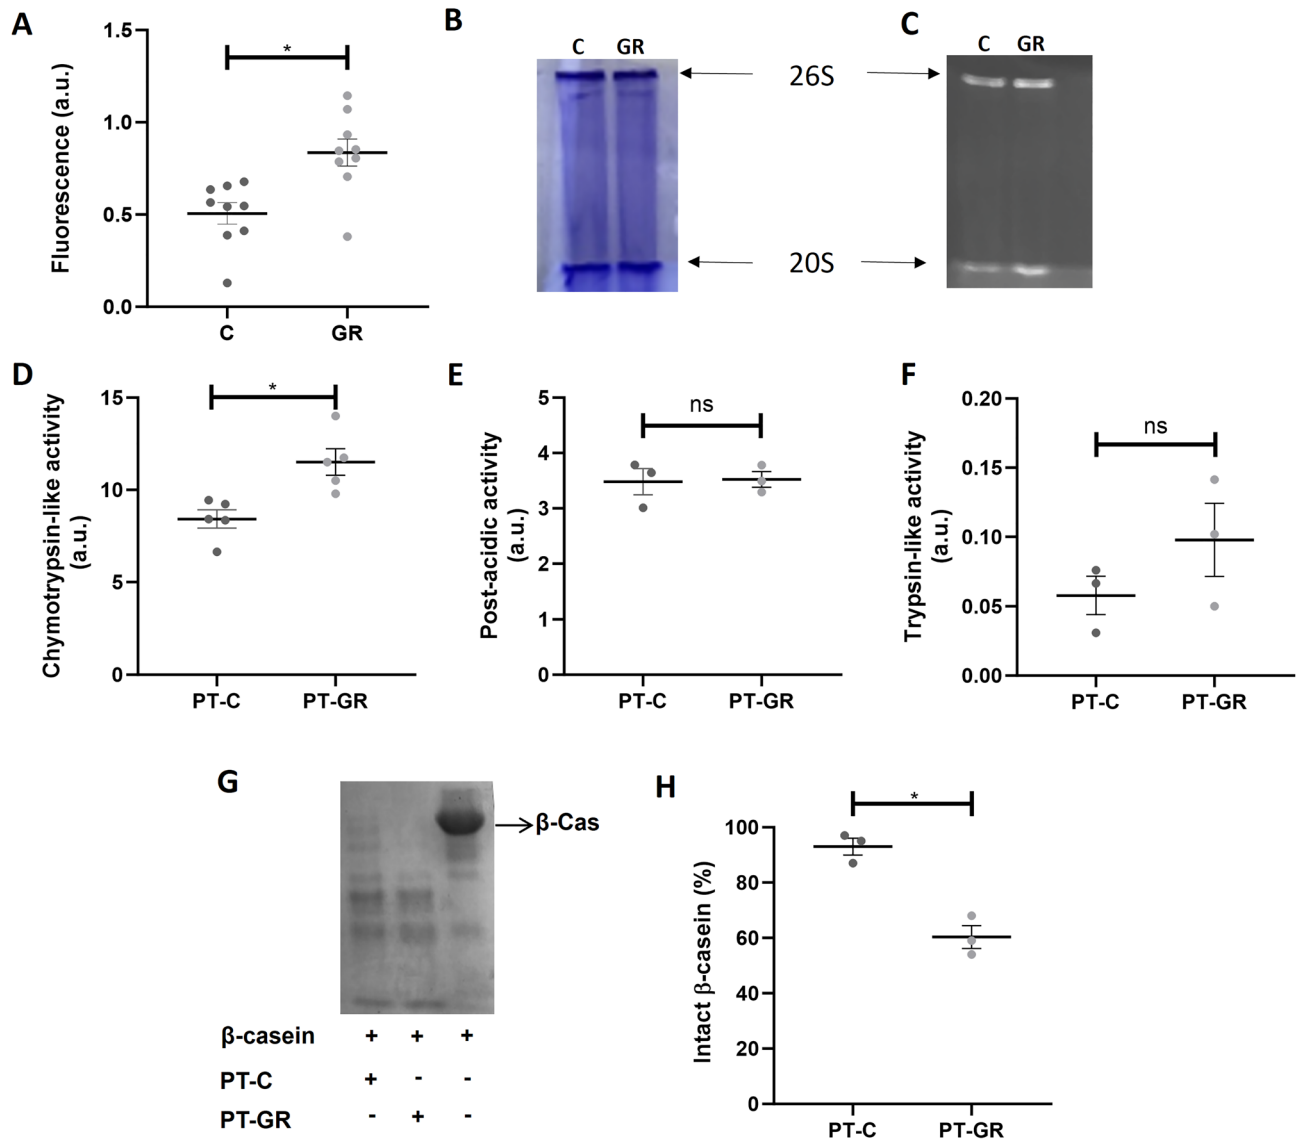 A
Fluorescence (a.u.)
1.5
1.0
0.5
0.0
*
C
GR
B
C
GR
26S
20S
C
C
GR
D
Chymotrypsin-like activity
(a.u.)
15
10
5
0
*
PT-C
PT-GR
E
Post-acidic activity
(a.u.)
5
4
3
2
1
0
ns
PT-C
PT-GR
F
Trypsin-like activity
(a.u.)
0.20
0.15
0.10
0.05
0.00
ns
PT-C
PT-GR
G
β-Cas
β-casein + + +
PT-C + - -
PT-GR - + -
H
Intact β-casein (%)
100
80
60
40
20
0
*
PT-C
PT-GR